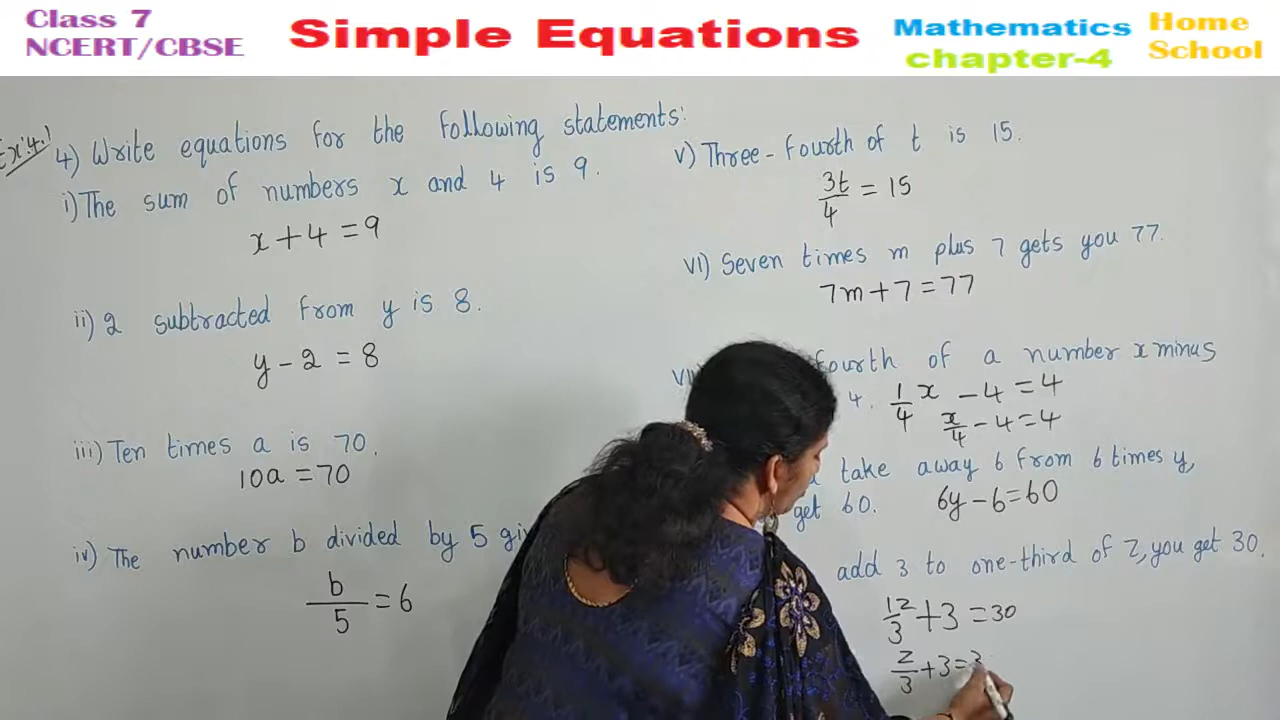 Class 7
NCERT/CBSE
Simple Equations
Mathematics
chapter-4
Home
School
Ex:4.1
4) Write equations for the following statements:
i) The sum of numbers x and 4 is 9.
x + 4 = 9
ii) 2 subtracted from y is 8.
y - 2 = 8
iii) Ten times a is 70.
10a = 70
iv) The number b divided by 5
b/5 = 6
v) Three-fourth of t is 15.
3t/4 = 15
vi) Seven times m plus 7 gets you 77.
7m + 7 = 77
fourth of a number x minus
4. 1/4 x - 4 = 4
x/4 - 4 = 4
take away 6 from 6 times y,
get 60. 6y - 6 = 60
add 3 to one-third of z, you get 30.
1z/3 + 3 = 30
z/3 + 3 = 3